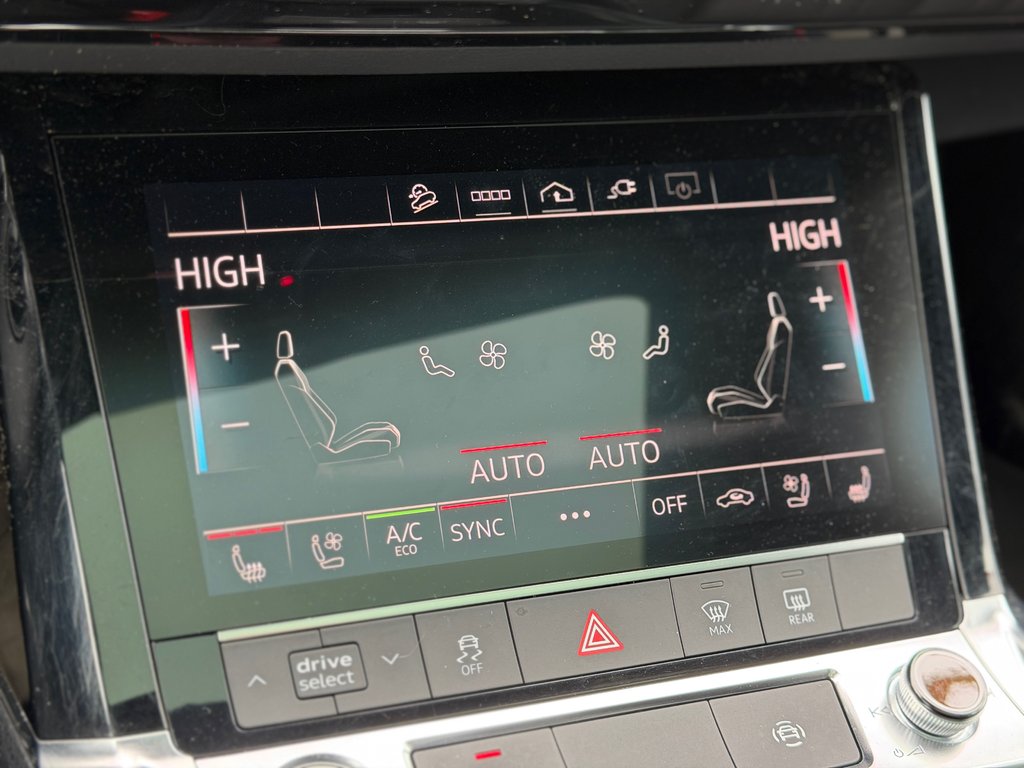 HIGH
HIGH
+
+
−
−
AUTO
AUTO
A/C
ECO
SYNC
•••
OFF
drive
select
OFF
MAX
REAR